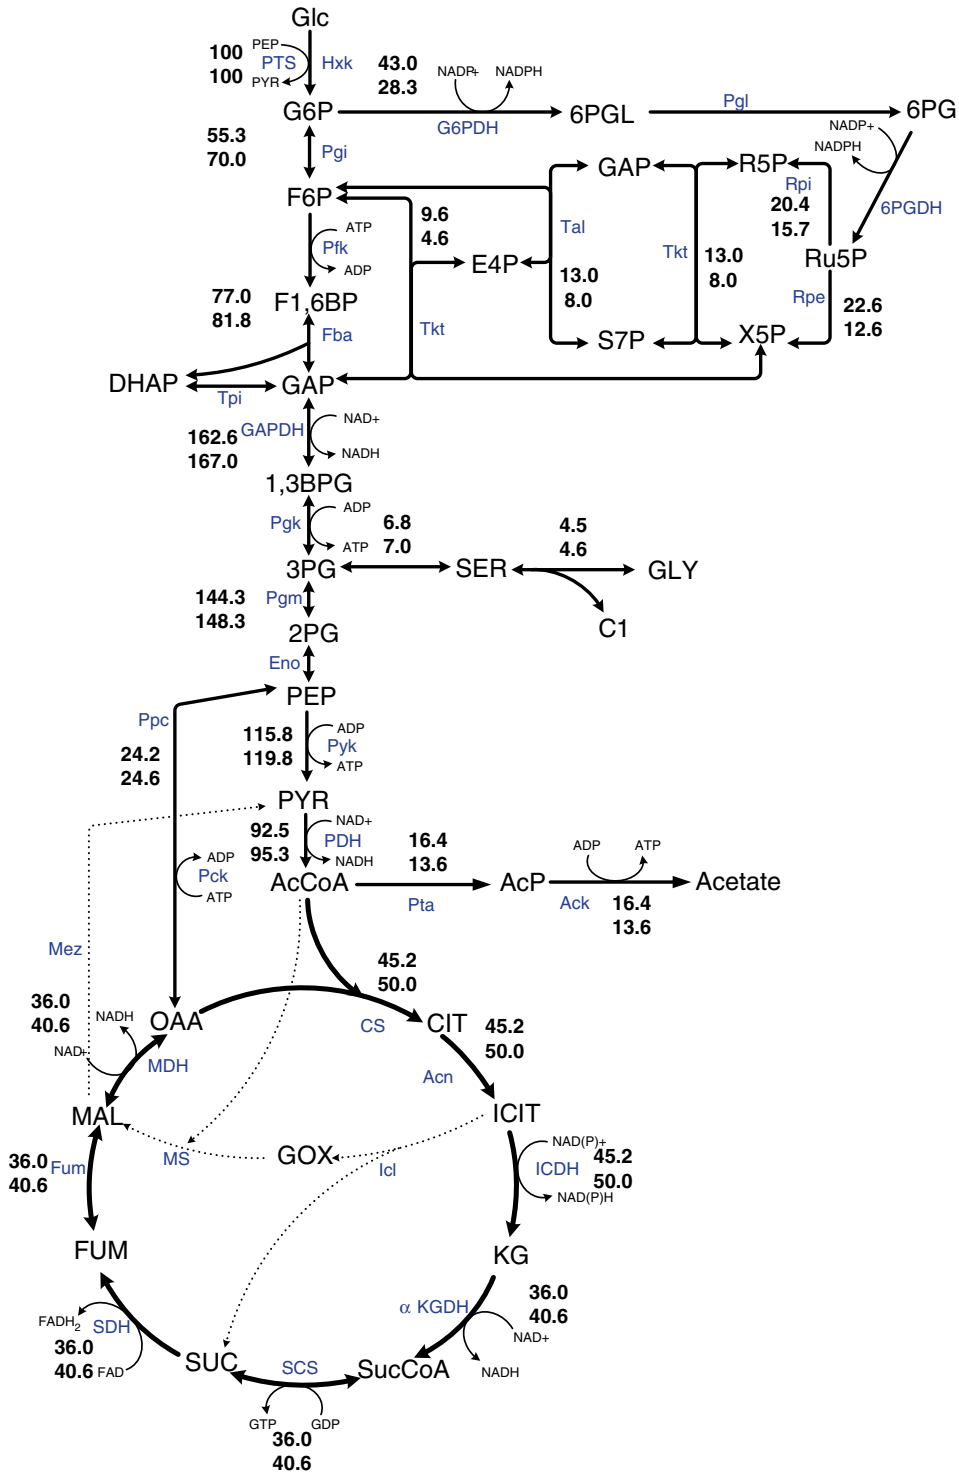 Glc
100
100
PEP
PTS
PYR
Hxk
43.0
28.3
NADP+
NADPH
G6P
G6PDH
6PGL
Pgl
6PG
NADP+
NADPH
6PGDH
55.3
70.0
Pgi
F6P
GAP
R5P
Rpi
20.4
15.7
9.6
4.6
Tal
Tkt
ATP
Pfk
ADP
E4P
13.0
8.0
13.0
8.0
Ru5P
Rpe
22.6
12.6
77.0
81.8
F1,6BP
Fba
Tkt
S7P
X5P
DHAP
Tpi
GAP
162.6
167.0
GAPDH
NAD+
NADH
1,3BPG
Pgk
ADP
ATP
6.8
7.0
4.5
4.6
3PG
SER
GLY
C1
144.3
148.3
Pgm
2PG
Eno
PEP
Ppc
24.2
24.6
115.8
119.8
ADP
Pyk
ATP
PYR
92.5
95.3
NAD+
PDH
NADH
16.4
13.6
ADP
ATP
ADP
Pck
ATP
AcCoA
Pta
AcP
Ack
16.4
13.6
Acetate
Mez
45.2
50.0
36.0
40.6
NADH
NAD+
OAA
MDH
CS
CIT
45.2
50.0
Acn
MAL
ICIT
GOX
MS
Icl
36.0
40.6
Fum
NAD(P)+
ICDH
NAD(P)H
45.2
50.0
FUM
KG
α KGDH
36.0
40.6
NAD+
NADH
FADH2
SDH
36.0
40.6
FAD
SUC
SCS
SucCoA
GTP
GDP
36.0
40.6